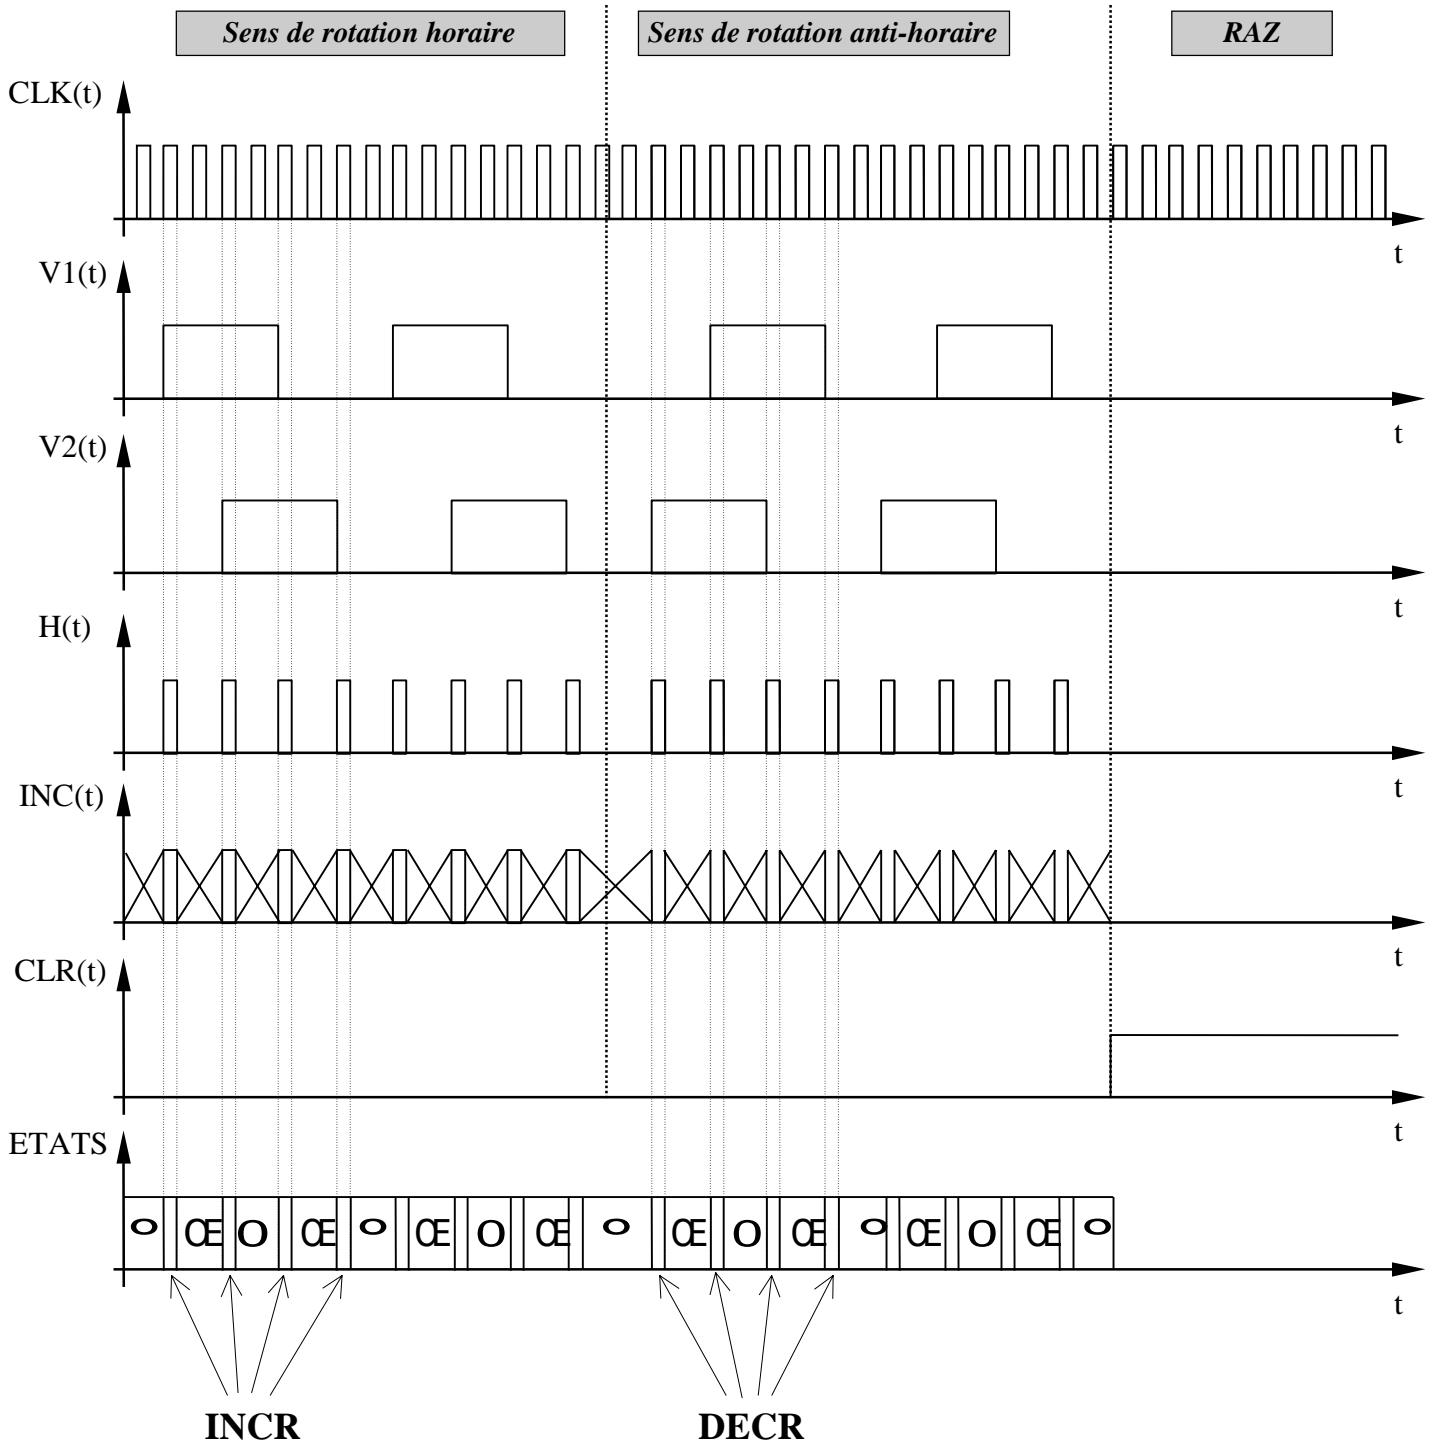 Sens de rotation horaire
Sens de rotation anti-horaire
RAZ
CLK(t)
t
V1(t)
t
V2(t)
t
H(t)
t
INC(t)
t
CLR(t)
t
ETATS
o Œ O Œ o Œ O Œ o Œ O Œ o Œ O Œ o
t
INCR
DECR